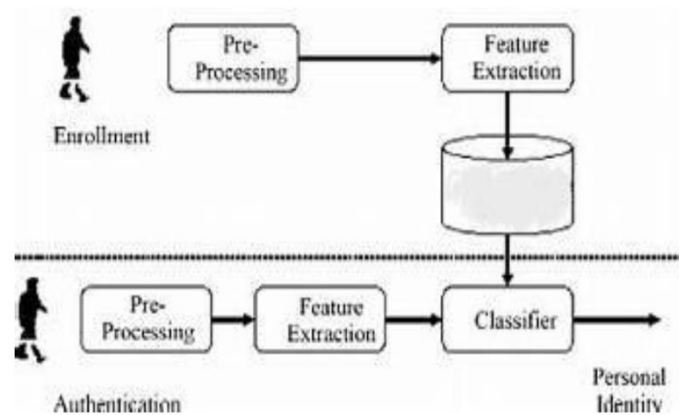 Pre-
Processing
Feature
Extraction
Enrollment
Pre-
Processing
Feature
Extraction
Classifier
Authentication
Personal
Identity